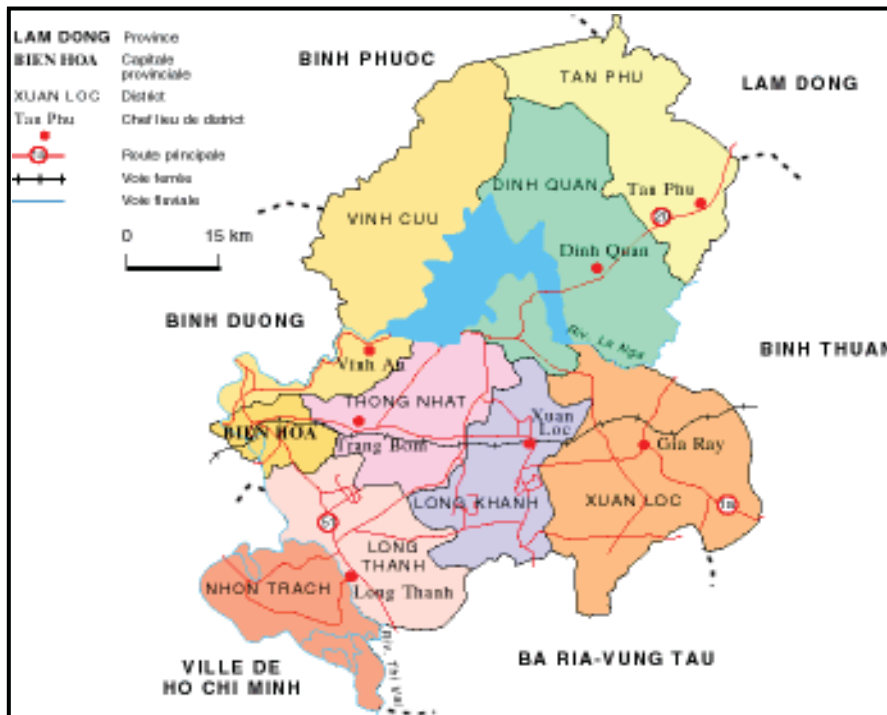 LAM DONG Province
BIEN HOA Capitale
provinciale
XUAN LOC District
Tan Phu Chef lieu de district
Route principale
Voie ferrée
Voie fluviale
0 15 km
BINH PHUOC
TAN PHU
LAM DONG
DINH QUAN
Tan Phu
VINH CUU
Dinh Quan
BINH DUONG
Riv. La Nga
BINH THUAN
Vinh An
THONG NHAT
Xuan
Loc
BIEN HOA
Trang Bom
Gia Ray
LONG KHANH
XUAN LOC
51
LONG
THANH
NHON TRACH
Long Thanh
Riv. Thi Vai
VILLE DE
HO CHI MINH
BA RIA-VUNG TAU